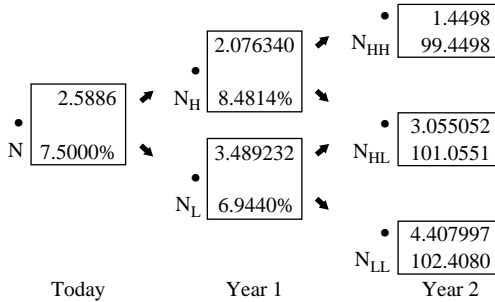 2.5886
N 7.5000%
2.076340
N_H 8.4814%
3.489232
N_L 6.9440%
1.4498
N_HH 99.4498
3.055052
N_HL 101.0551
4.407997
N_LL 102.4080
Today Year 1 Year 2